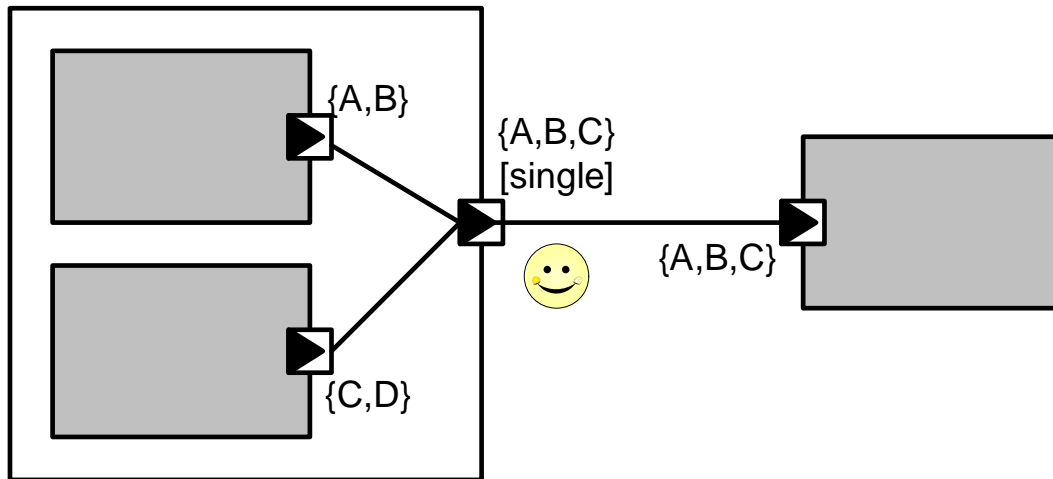 {A,B}
{A,B,C}
[single]
{A,B,C}
{C,D}